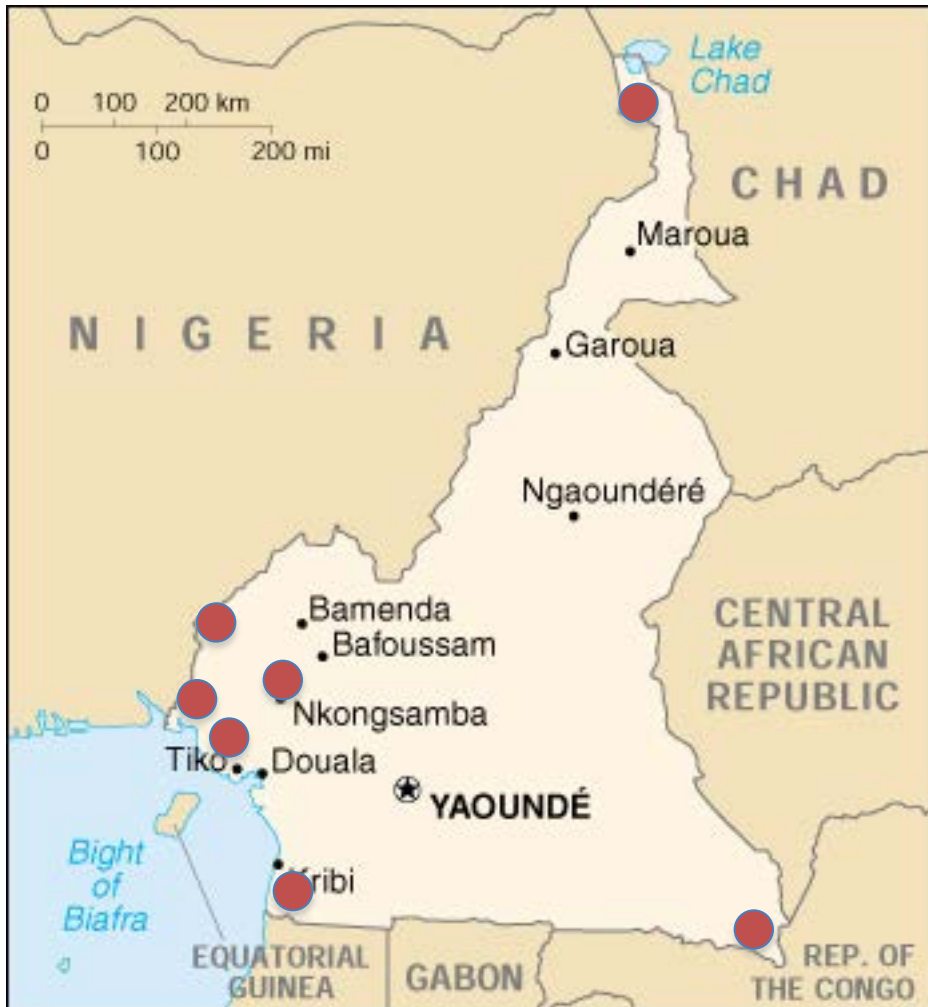 Lake
Chad
0 100 200 km
0 100 200 mi
CHAD
Maroua
NIGERIA
Garoua
Ngaoundéré
Bamenda
Bafoussam
CENTRAL
AFRICAN
REPUBLIC
Nkongsamba
Tiko
Douala
YAOUNDÉ
Bight
of
Biafra
Kribi
EQUATORIAL
GUINEA
GABON
REP. OF
THE CONGO